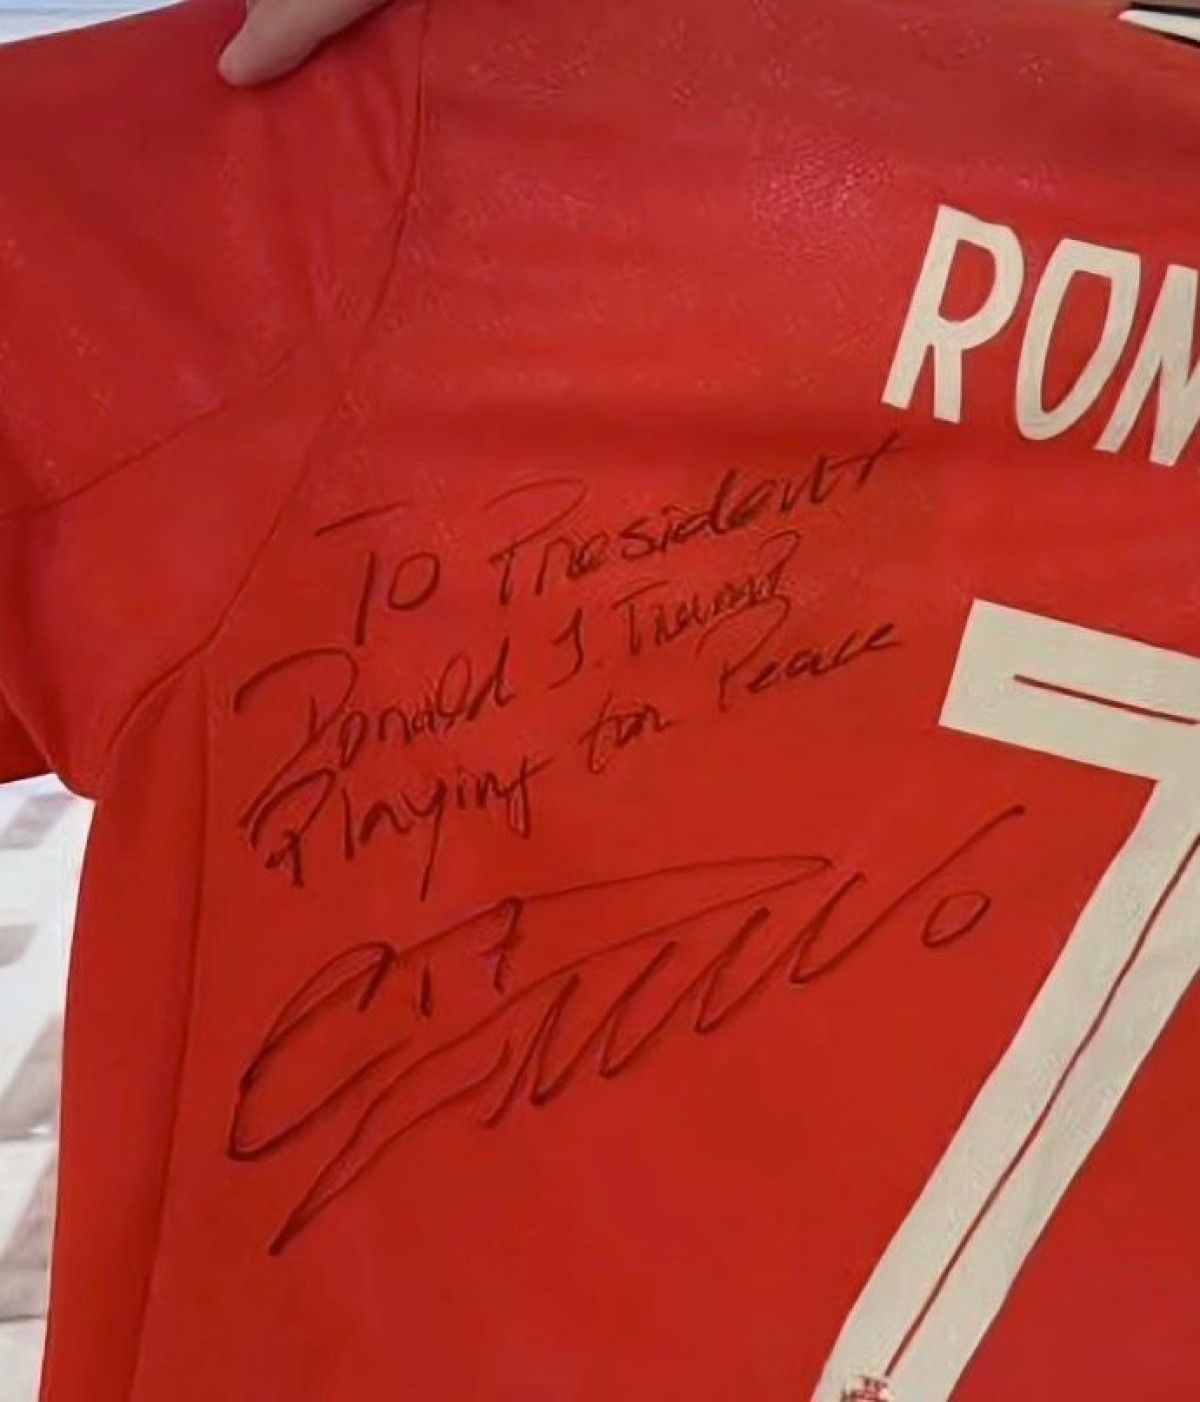 RON
To President
Donald J. Trump
Playing for Peace
7